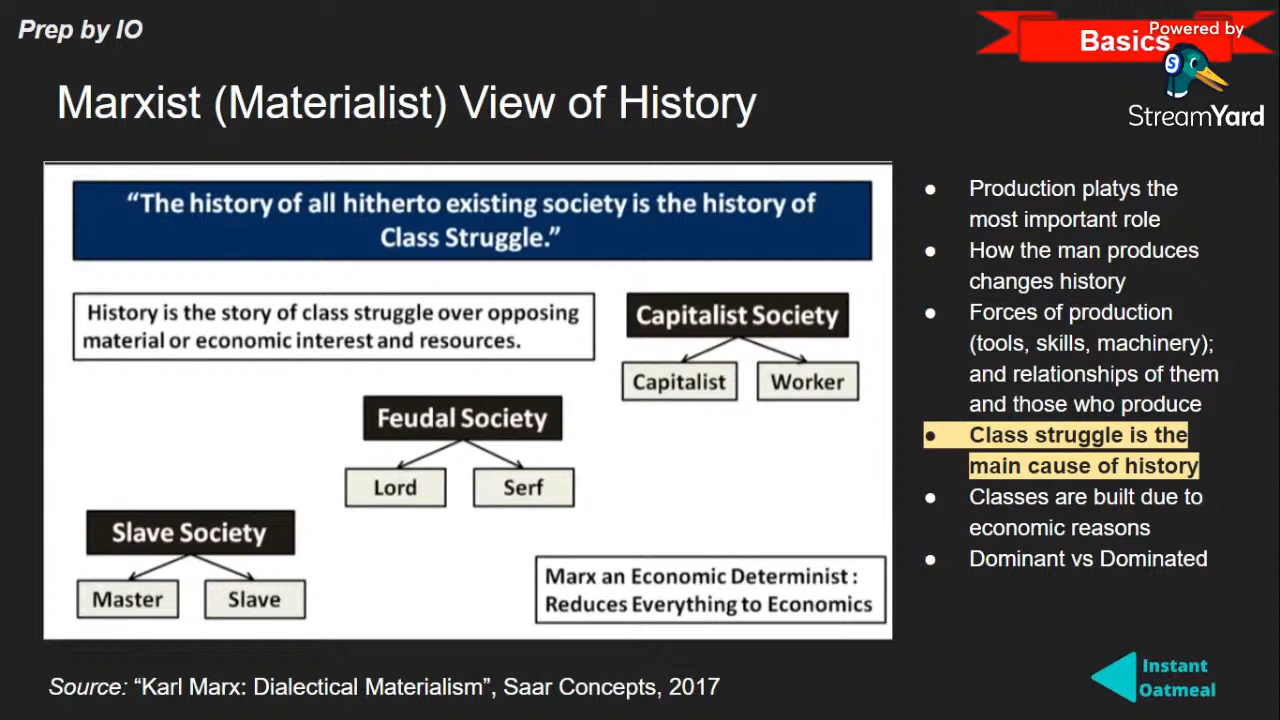 Prep by IO
Basics
Powered by
S
StreamYard
Marxist (Materialist) View of History
“The history of all hitherto existing society is the history of
Class Struggle.”
History is the story of class struggle over opposing
material or economic interest and resources.
Capitalist Society
Capitalist
Worker
Feudal Society
Lord
Serf
Slave Society
Master
Slave
Marx an Economic Determinist :
Reduces Everything to Economics
● Production platys the
most important role
● How the man produces
changes history
● Forces of production
(tools, skills, machinery);
and relationships of them
and those who produce
● Class struggle is the
main cause of history
● Classes are built due to
economic reasons
● Dominant vs Dominated
Source: “Karl Marx: Dialectical Materialism”, Saar Concepts, 2017
Instant
Oatmeal